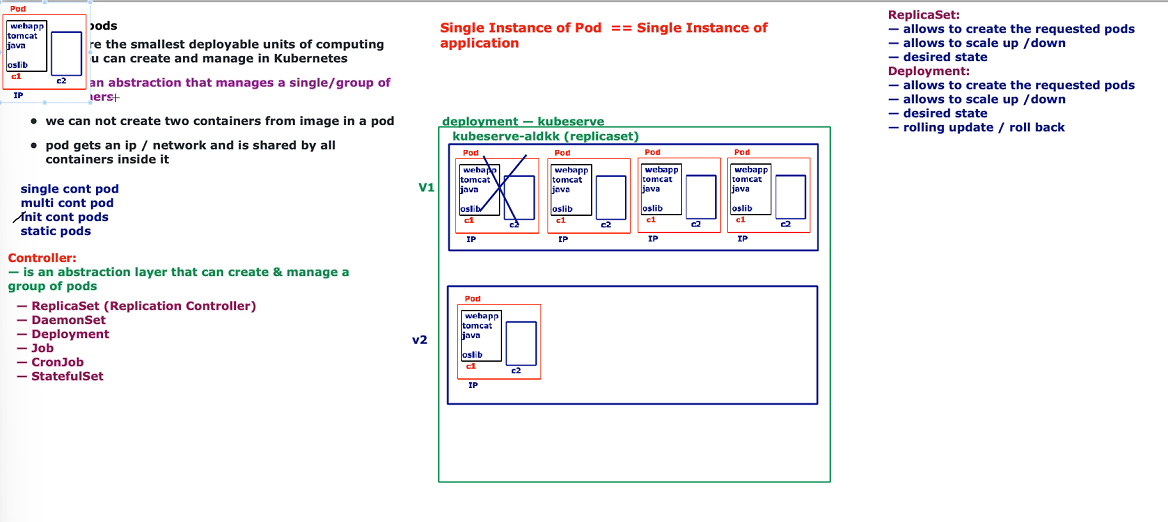 Pod
webapp
tomcat
java
oslib
c1
c2
IP
pods
re the smallest deployable units of computing
u can create and manage in Kubernetes
an abstraction that manages a single/group of
ners
• we can not create two containers from image in a pod
• pod gets an ip / network and is shared by all
containers inside it
single cont pod
multi cont pod
init cont pods
static pods
Controller:
— is an abstraction layer that can create & manage a
group of pods
— ReplicaSet (Replication Controller)
— DaemonSet
— Deployment
— Job
— CronJob
— StatefulSet
Single Instance of Pod == Single Instance of
application
deployment — kubeserve
kubeserve-aldkk (replicaset)
V1
Pod
webapp
tomcat
java
oslib
c1
c2
IP
Pod
webapp
tomcat
java
oslib
c1
c2
IP
Pod
webapp
tomcat
java
oslib
c1
c2
IP
Pod
webapp
tomcat
java
oslib
c1
c2
IP
v2
Pod
webapp
tomcat
java
oslib
c1
c2
IP
ReplicaSet:
— allows to create the requested pods
— allows to scale up /down
— desired state
Deployment:
— allows to create the requested pods
— allows to scale up /down
— desired state
— rolling update / roll back